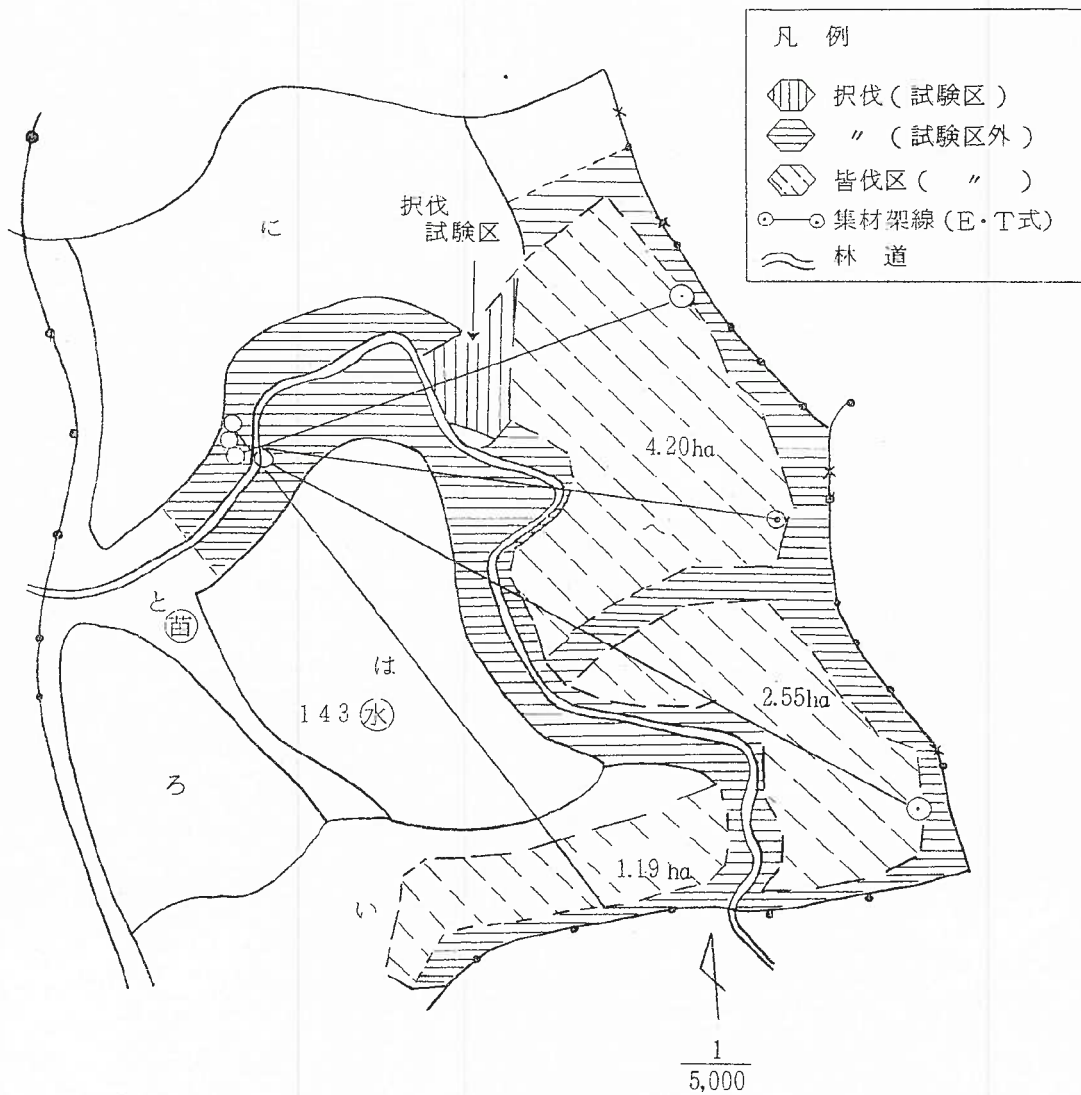 凡 例
択伐 (試験区)
〃 (試験区外)
皆伐区 ( 〃 )
集材架線 (E・T式)
林 道
に
択伐
試験区
4.20ha
へ
と
苗
は
143 水
2.55ha
ろ
1.19 ha
い
1
5,000